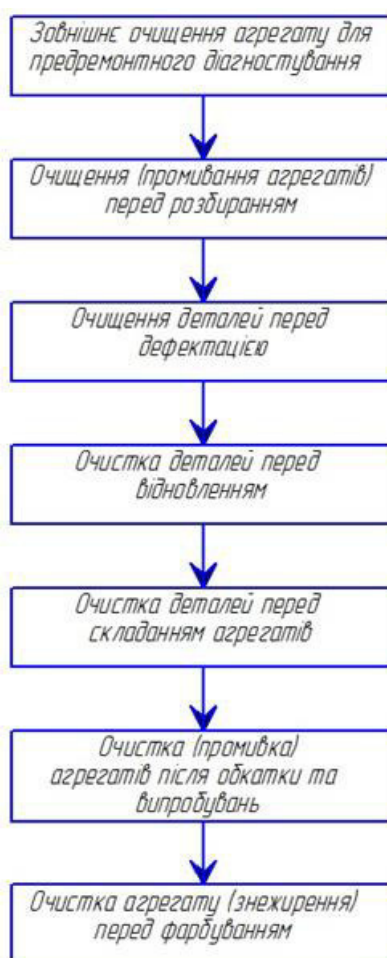 Зовнішнє очищення агрегату для
предремонтного діагностування
Очищення (промивання агрегатів)
перед розбиранням
Очищення деталей перед
дефектацією
Очистка деталей перед
відновленням
Очистка деталей перед
складанням агрегатів
Очистка (промивка)
агрегатів після обкатки та
випробувань
Очистка агрегату (знежирення)
перед фарбуванням